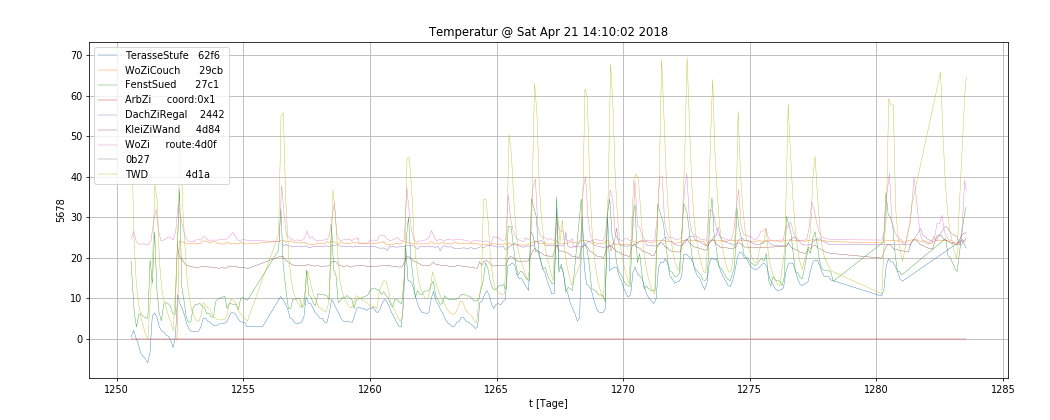 Temperatur @ Sat Apr 21 14:10:02 2018
70
60
50
40
30
20
10
0
5678
TerasseStufe 62f6
WoZiCouch 29cb
FenstSued 27c1
ArbZi coord:0x1
DachZiRegal 2442
KleiZiWand 4d84
WoZi route:4d0f
0b27
TWD 4d1a
1250 1255 1260 1265 1270 1275 1280 1285
t [Tage]